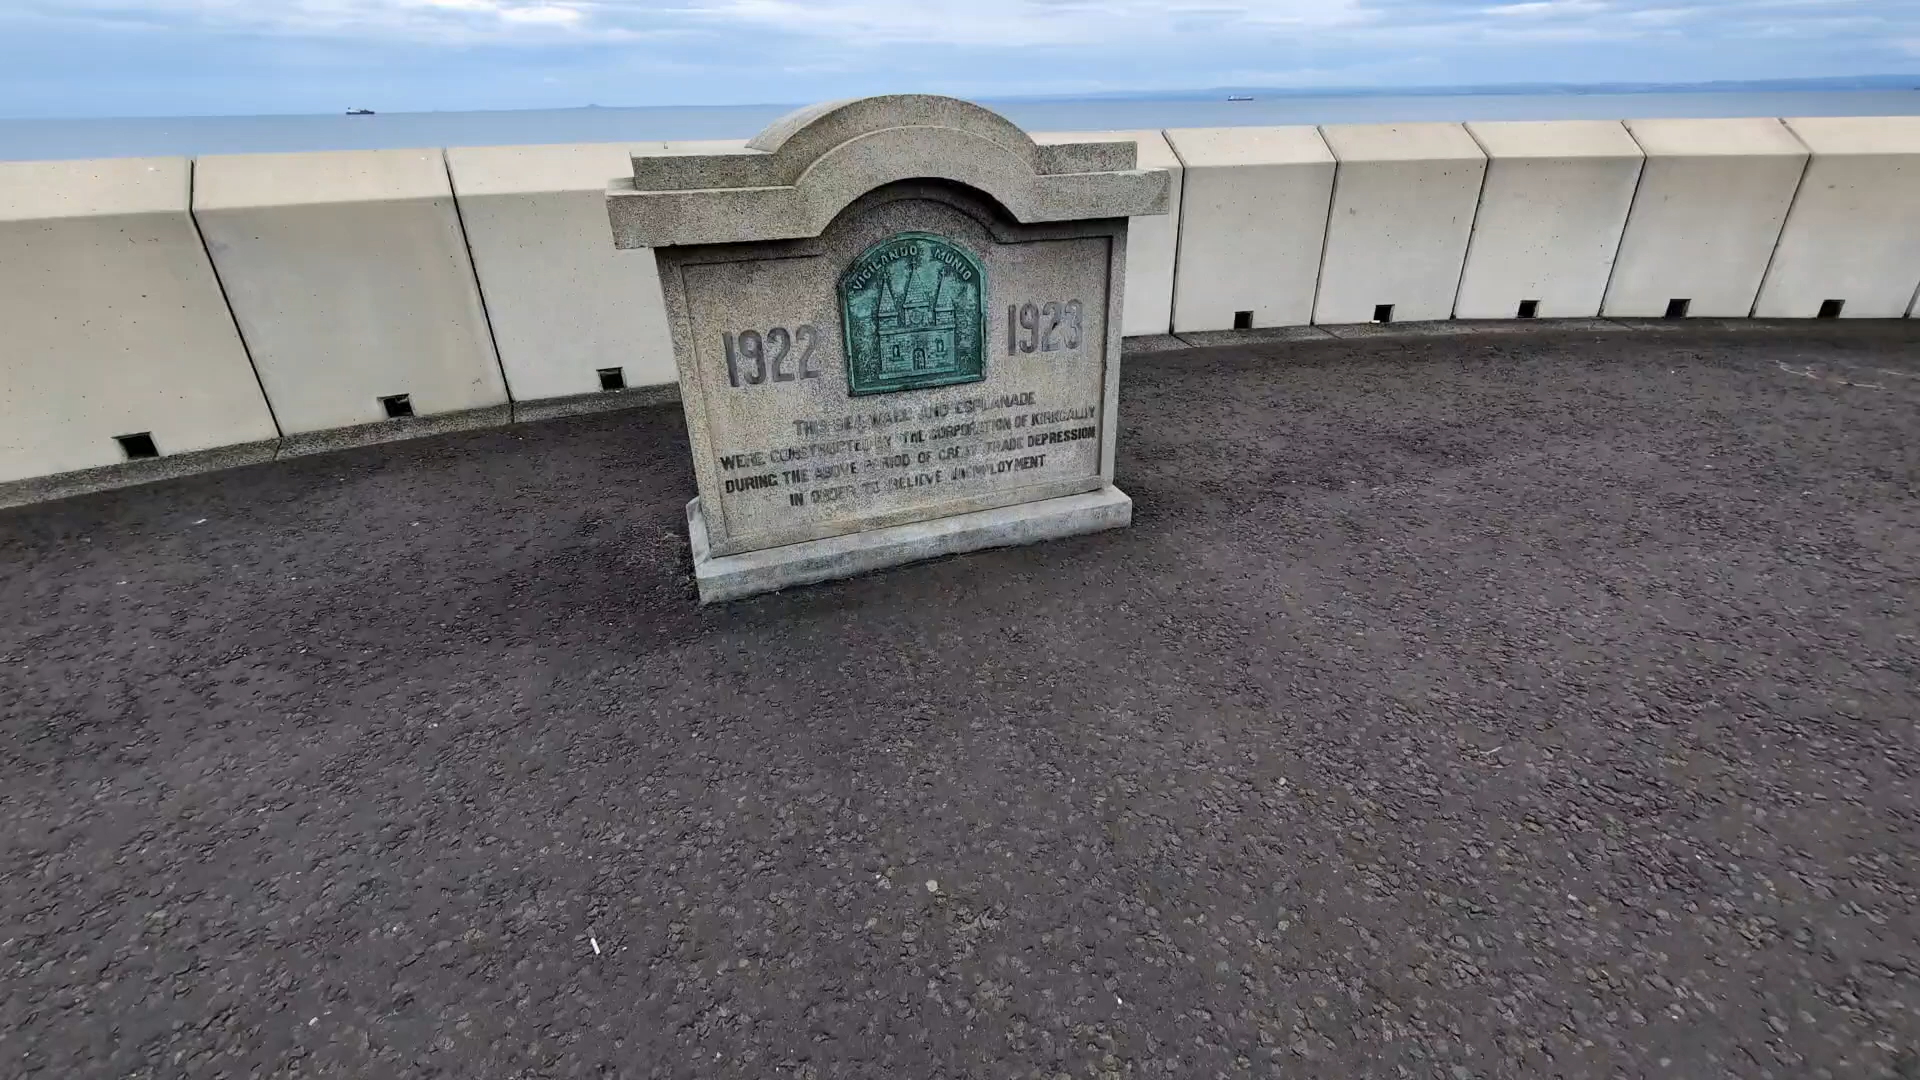 VIGILANDO MUNIO
1922 1923
THIS SEA WALL AND ESPLANADE
WERE CONSTRUCTED BY THE CORPORATION OF KIRKCALDY
DURING THE ABOVE PERIOD OF GREAT TRADE DEPRESSION
IN ORDER TO RELIEVE UNEMPLOYMENT